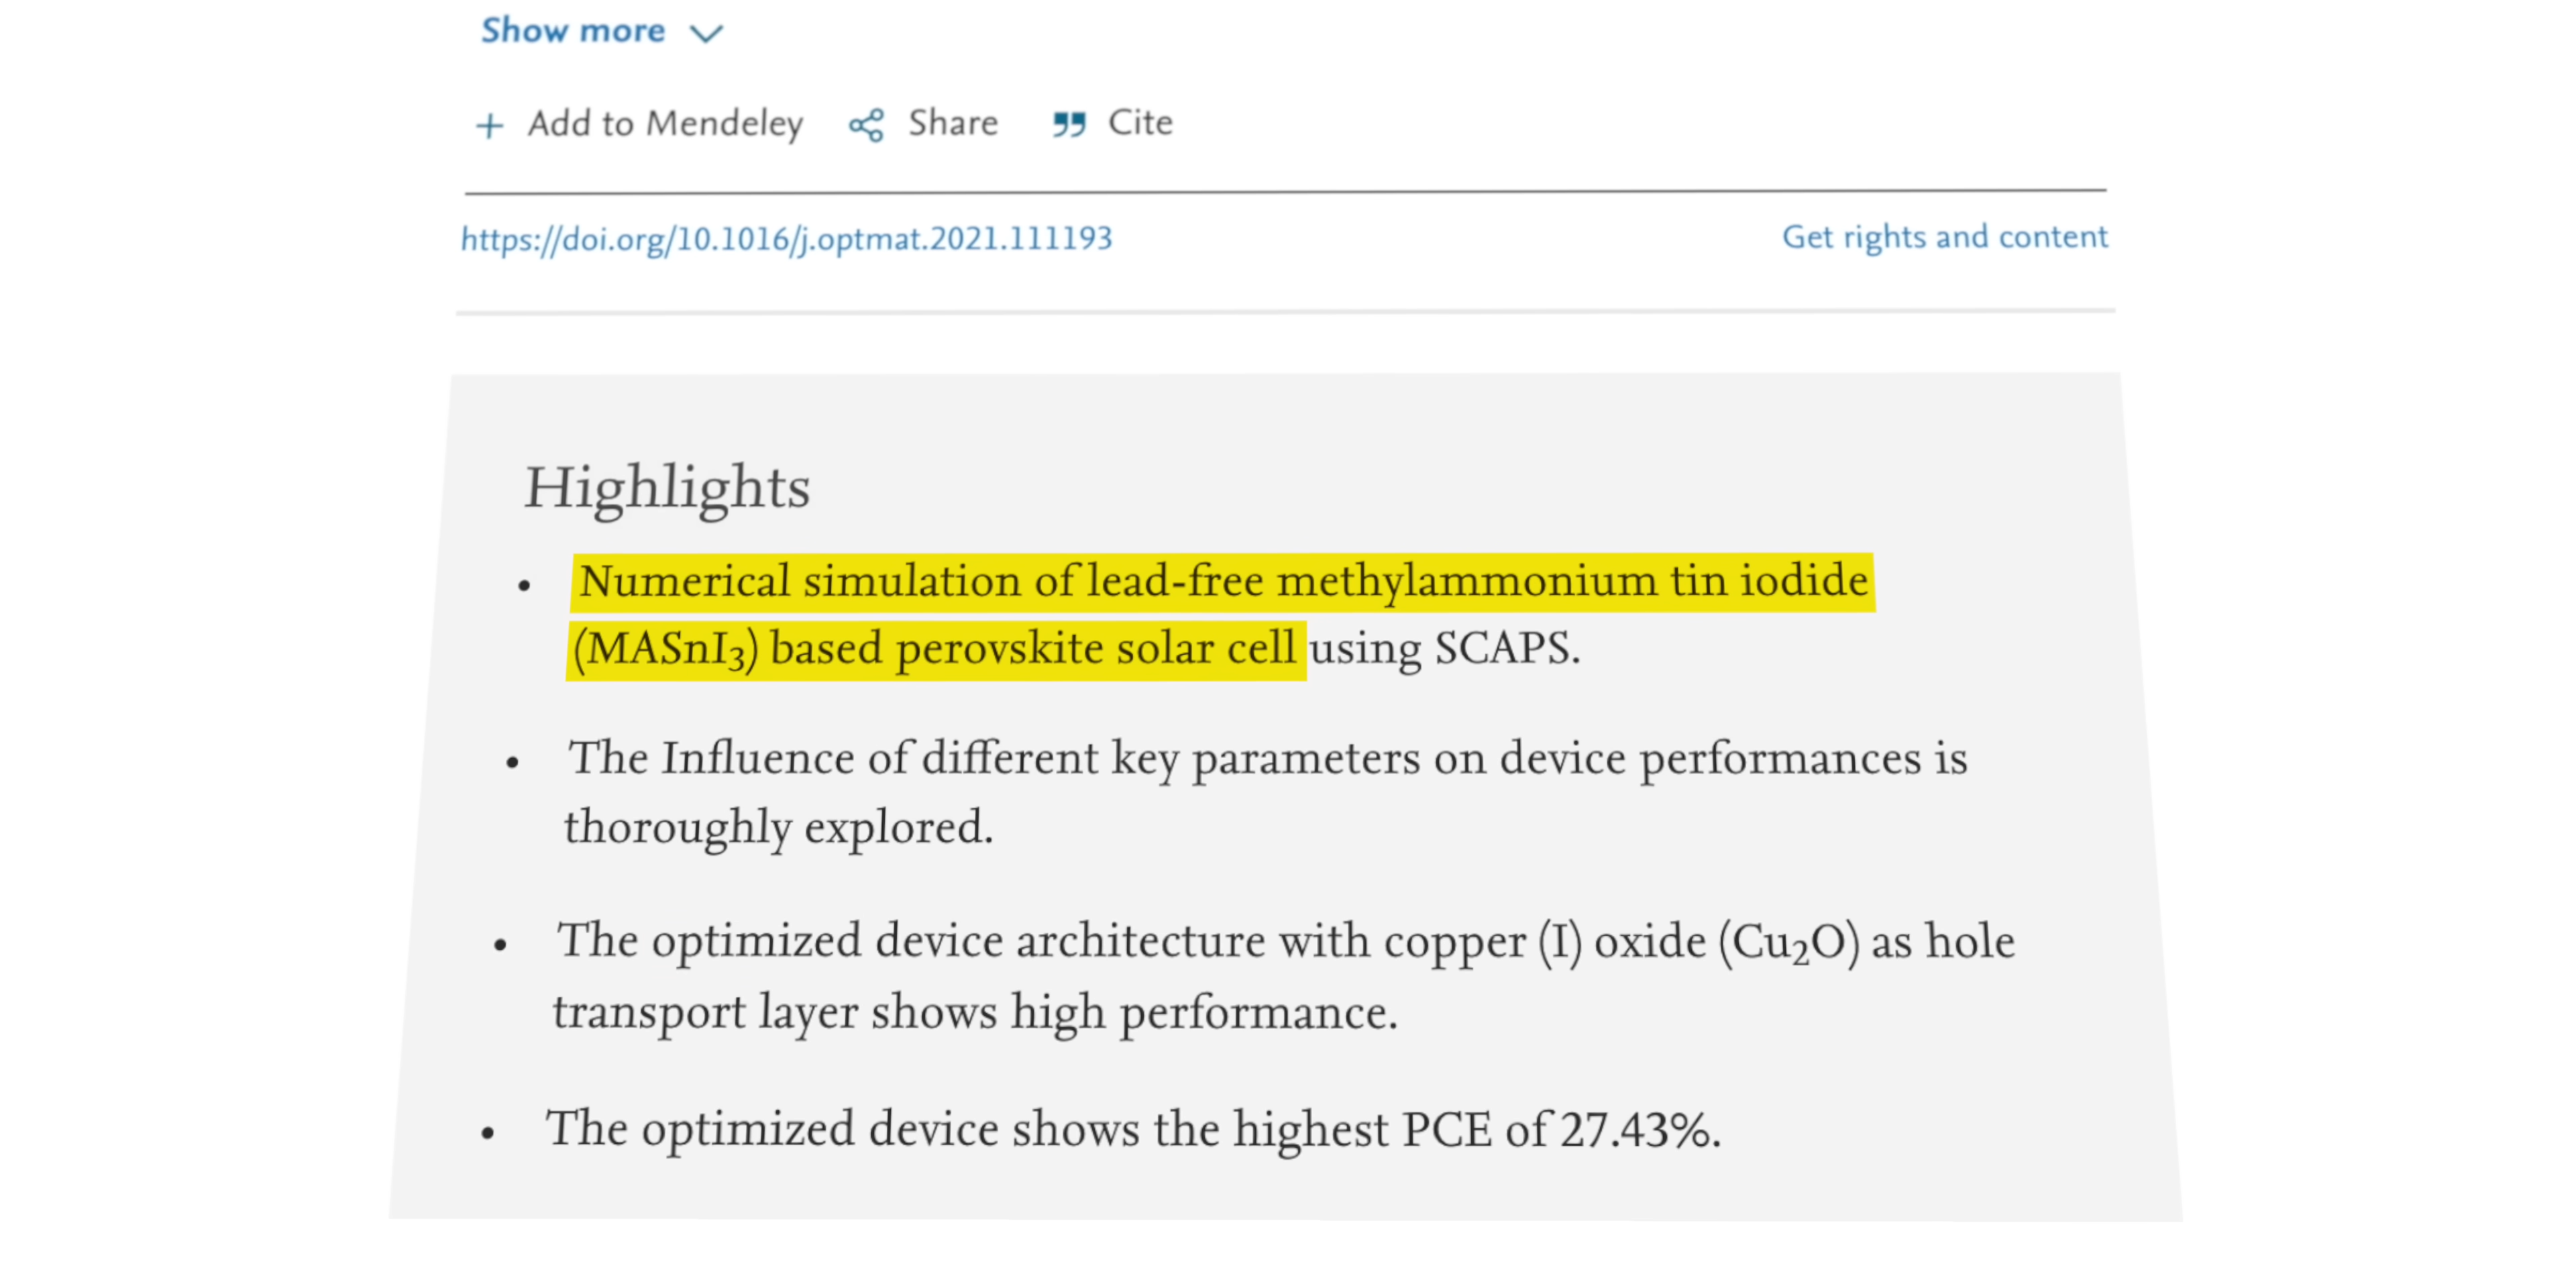 Show more
+ Add to Mendeley Share Cite
https://doi.org/10.1016/j.optmat.2021.111193 Get rights and content
Highlights
• Numerical simulation of lead-free methylammonium tin iodide
(MASnI₃) based perovskite solar cell using SCAPS.
• The Influence of different key parameters on device performances is
thoroughly explored.
• The optimized device architecture with copper (I) oxide (Cu₂O) as hole
transport layer shows high performance.
• The optimized device shows the highest PCE of 27.43%.